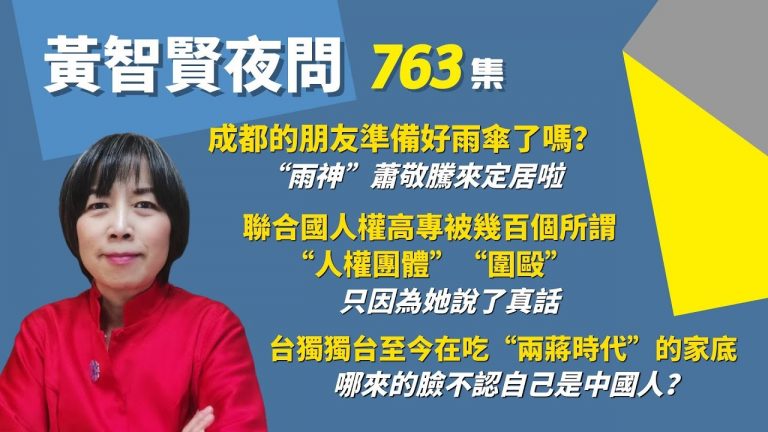 黃智賢夜問 763集
成都的朋友準備好雨傘了嗎？
“雨神”蕭敬騰來定居啦
聯合國人權高專被幾百個所謂
“人權團體”“圍毆”
只因為她說了真話
台獨獨台至今在吃“兩蔣時代”的家底
哪來的臉不認自己是中國人？